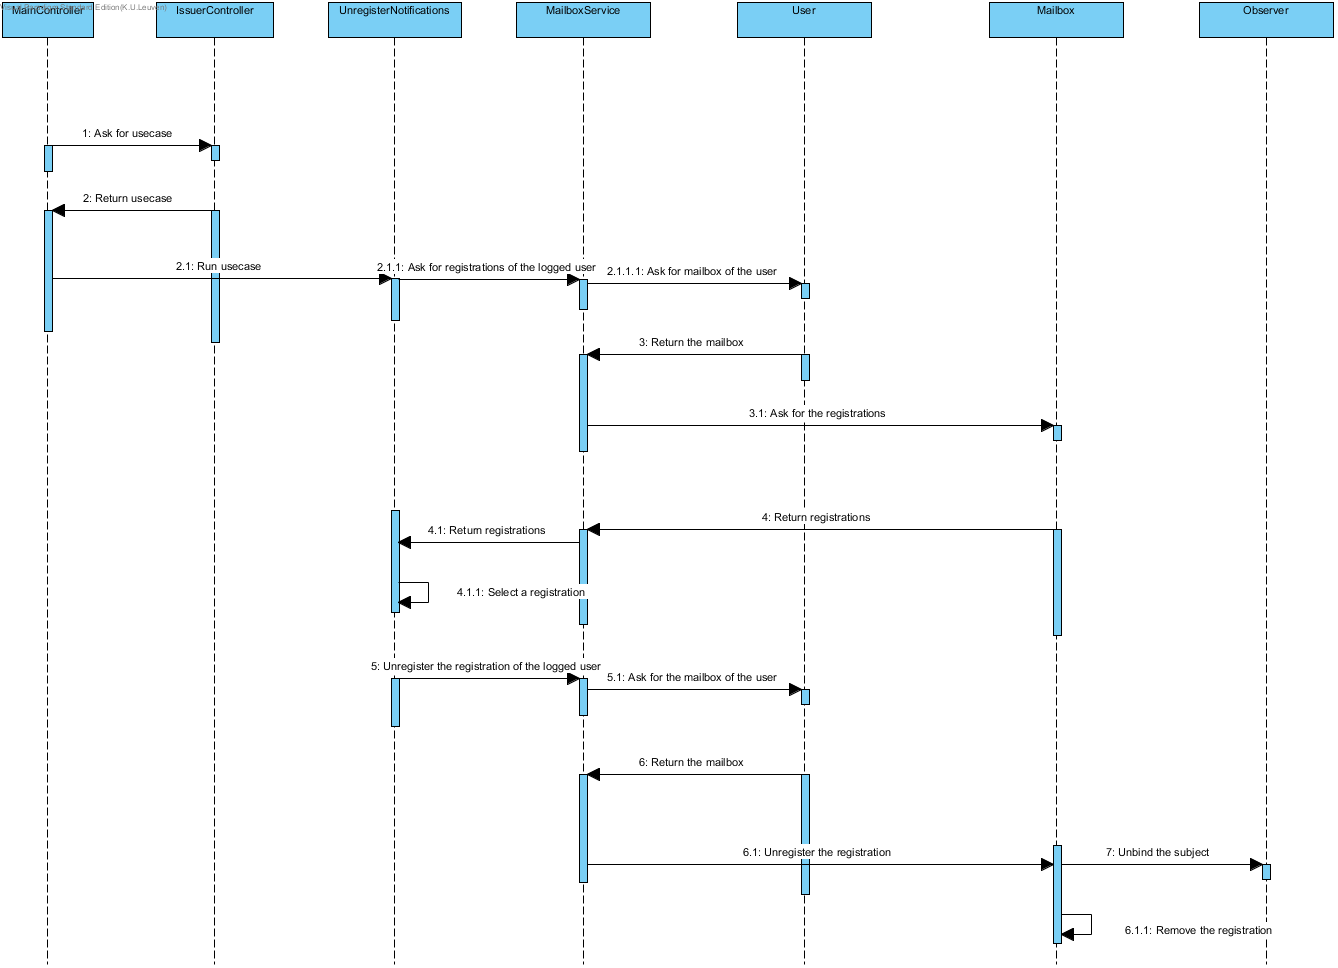 Visual Paradigm Standard Edition(K.U.Leuven)
MainController
IssuerController
UnregisterNotifications
MailboxService
User
Mailbox
Observer
1: Ask for usecase
2: Return usecase
2.1: Run usecase
2.1.1: Ask for registrations of the logged user
2.1.1.1: Ask for mailbox of the user
3: Return the mailbox
3.1: Ask for the registrations
4: Return registrations
4.1: Return registrations
4.1.1: Select a registration
5: Unregister the registration of the logged user
5.1: Ask for the mailbox of the user
6: Return the mailbox
6.1: Unregister the registration
7: Unbind the subject
6.1.1: Remove the registration